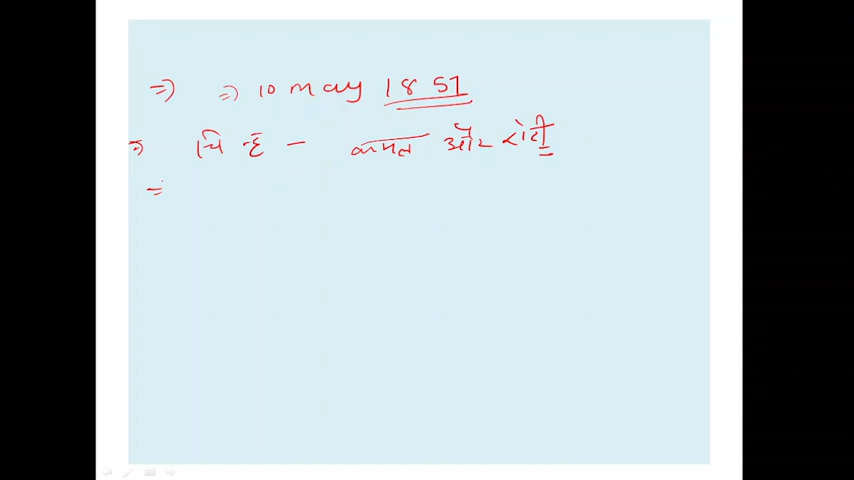 ⇒ ⇒ 10 may 1857
⇒ चिन्ह - कमल और रोटी
=